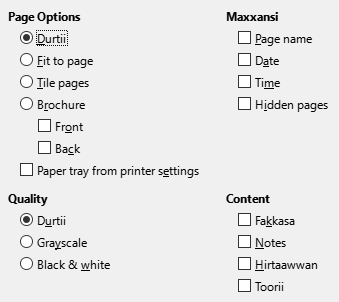 Page Options
Durtii
Fit to page
Tile pages
Brochure
Front
Back
Paper tray from printer settings
Maxxansi
Page name
Date
Time
Hidden pages
Quality
Durtii
Grayscale
Black & white
Content
Fakkasa
Notes
Hirtaawwan
Toorii